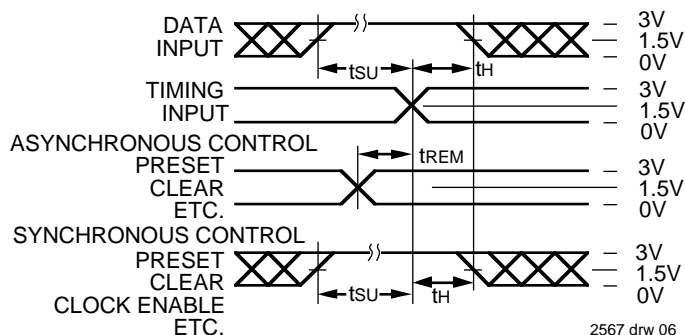 DATA
INPUT
3V
1.5V
0V
tSU
tH
TIMING
INPUT
3V
1.5V
0V
ASYNCHRONOUS CONTROL
PRESET
CLEAR
ETC.
tREM
3V
1.5V
0V
SYNCHRONOUS CONTROL
PRESET
CLEAR
CLOCK ENABLE
ETC.
3V
1.5V
0V
tSU
tH
2567 drw 06